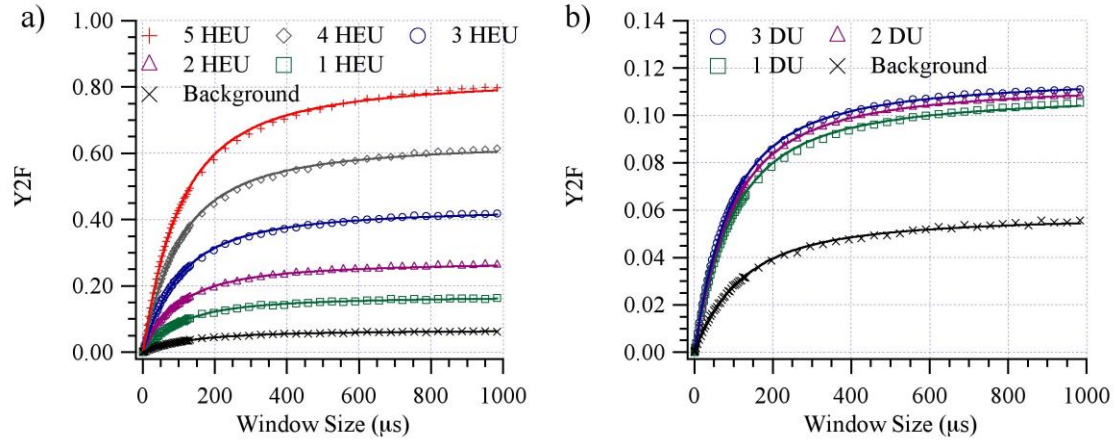 a)
1.00
0.80
0.60
0.40
0.20
0.00
Y2F
5 HEU 4 HEU 3 HEU
2 HEU 1 HEU
Background
0 200 400 600 800 1000
Window Size (µs)
b)
0.14
0.12
0.10
0.08
0.06
0.04
0.02
0.00
Y2F
3 DU 2 DU
1 DU Background
0 200 400 600 800 1000
Window Size (µs)